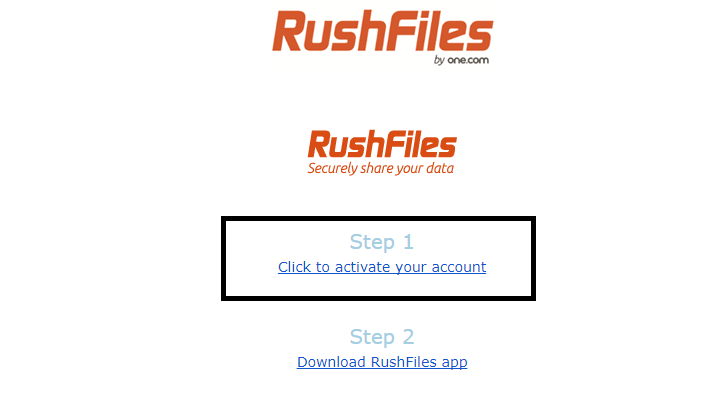 RushFiles
by one.com
RushFiles
Securely share your data
Step 1
Click to activate your account
Step 2
Download RushFiles app